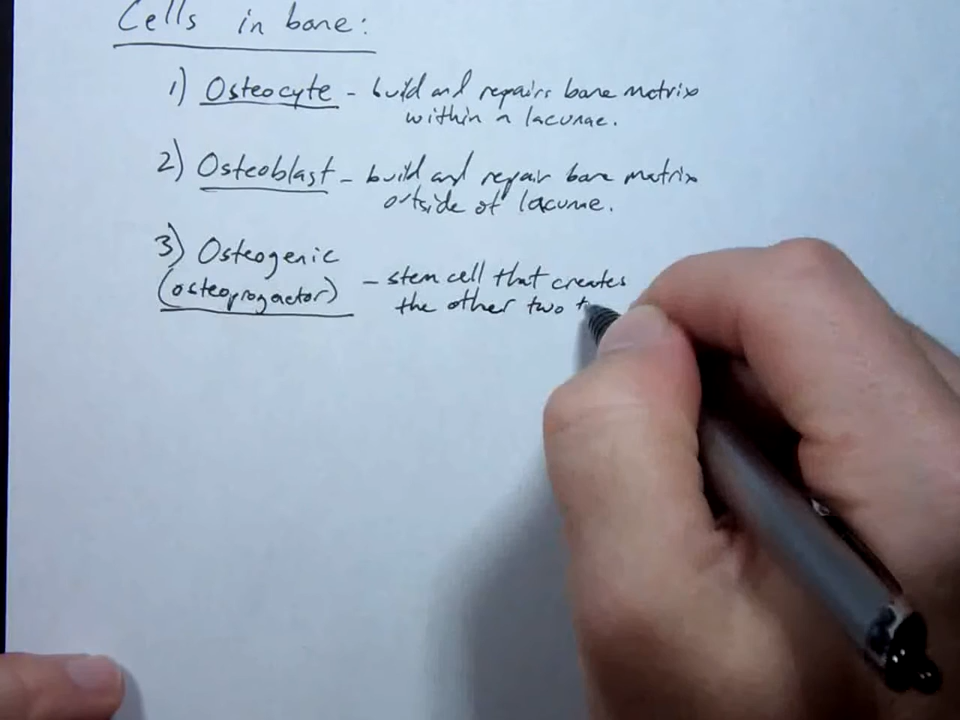 Cells in bone:
1) Osteocyte - build and repairs bone matrix
within a lacunae.
2) Osteoblast - build and repair bone matrix
outside of lacunae.
3) Osteogenic
(osteoprogactor) - stem cell that creates
the other two t